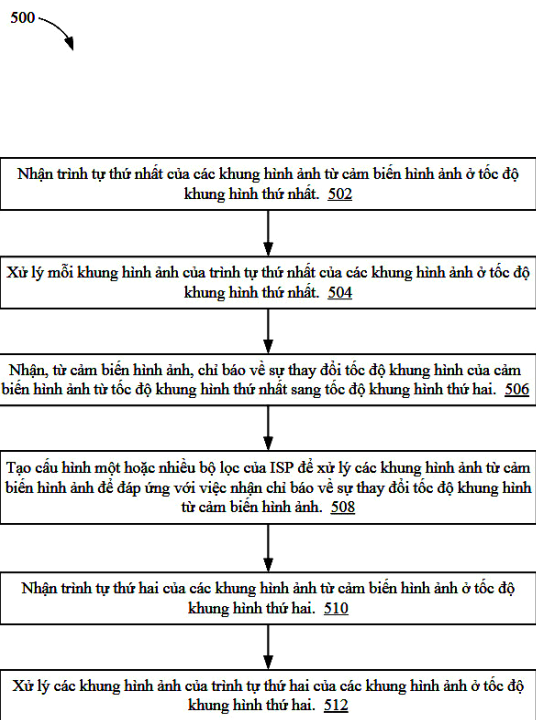 500
Nhận trình tự thứ nhất của các khung hình ảnh từ cảm biến hình ảnh ở tốc độ
khung hình thứ nhất. 502
Xử lý mỗi khung hình ảnh của trình tự thứ nhất của các khung hình ảnh ở tốc độ
khung hình thứ nhất. 504
Nhận, từ cảm biến hình ảnh, chỉ báo về sự thay đổi tốc độ khung hình của cảm
biến hình ảnh từ tốc độ khung hình thứ nhất sang tốc độ khung hình thứ hai. 506
Tạo cấu hình một hoặc nhiều bộ lọc của ISP để xử lý các khung hình ảnh từ cảm
biến hình ảnh để đáp ứng với việc nhận chỉ báo về sự thay đổi tốc độ khung hình
từ cảm biến hình ảnh. 508
Nhận trình tự thứ hai của các khung hình ảnh từ cảm biến hình ảnh ở tốc độ
khung hình thứ hai. 510
Xử lý các khung hình ảnh của trình tự thứ hai của các khung hình ảnh ở tốc độ
khung hình thứ hai. 512